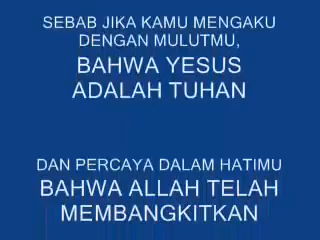 SEBAB JIKA KAMU MENGAKU
DENGAN MULUTMU,
BAHWA YESUS
ADALAH TUHAN
DAN PERCAYA DALAM HATIMU
BAHWA ALLAH TELAH
MEMBANGKITKAN